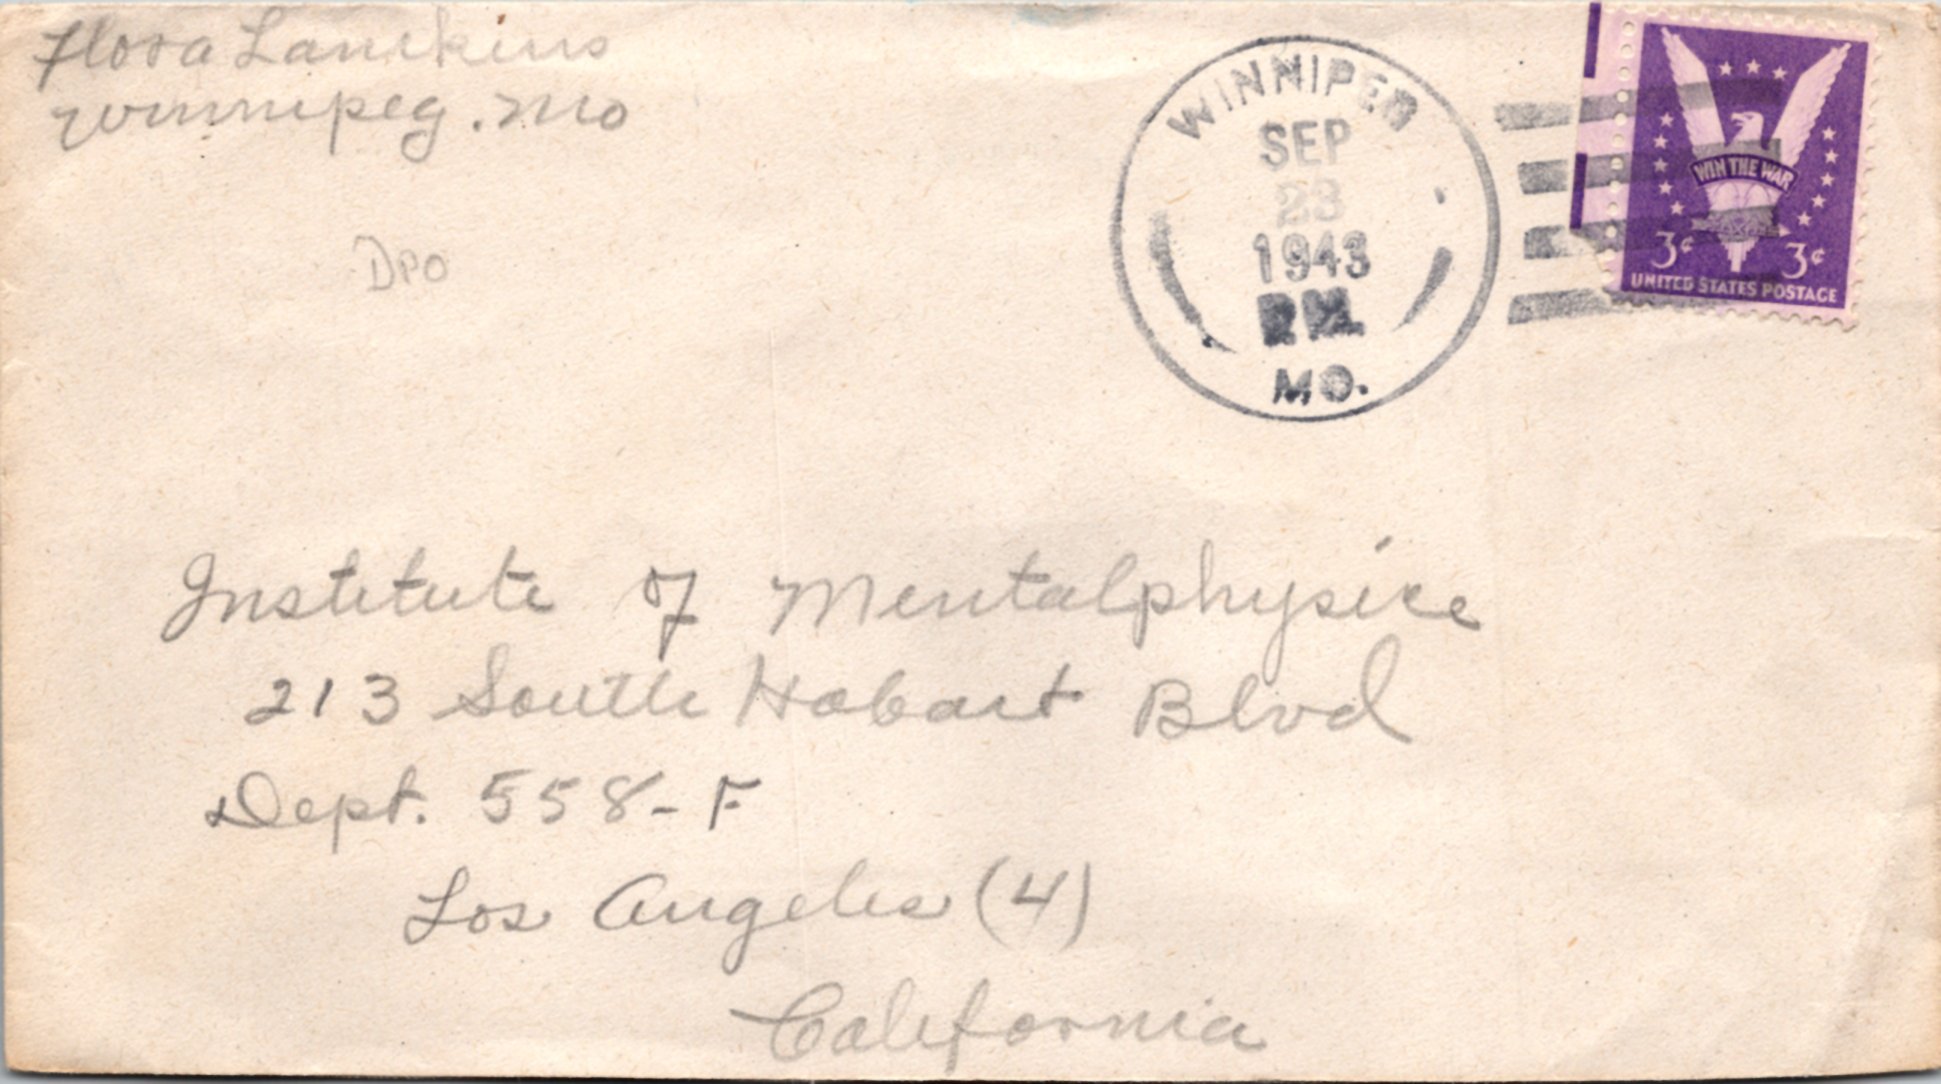 Flora Lanckins
Winnipeg. Mo
DPO
WINNIPEG
SEP
23
1943
P.M.
MO.
WIN THE WAR
3¢ 3¢
UNITED STATES POSTAGE
Institute of Mentalphysics
213 South Hobart Blvd
Dept. 558-F
Los Angeles (4)
California